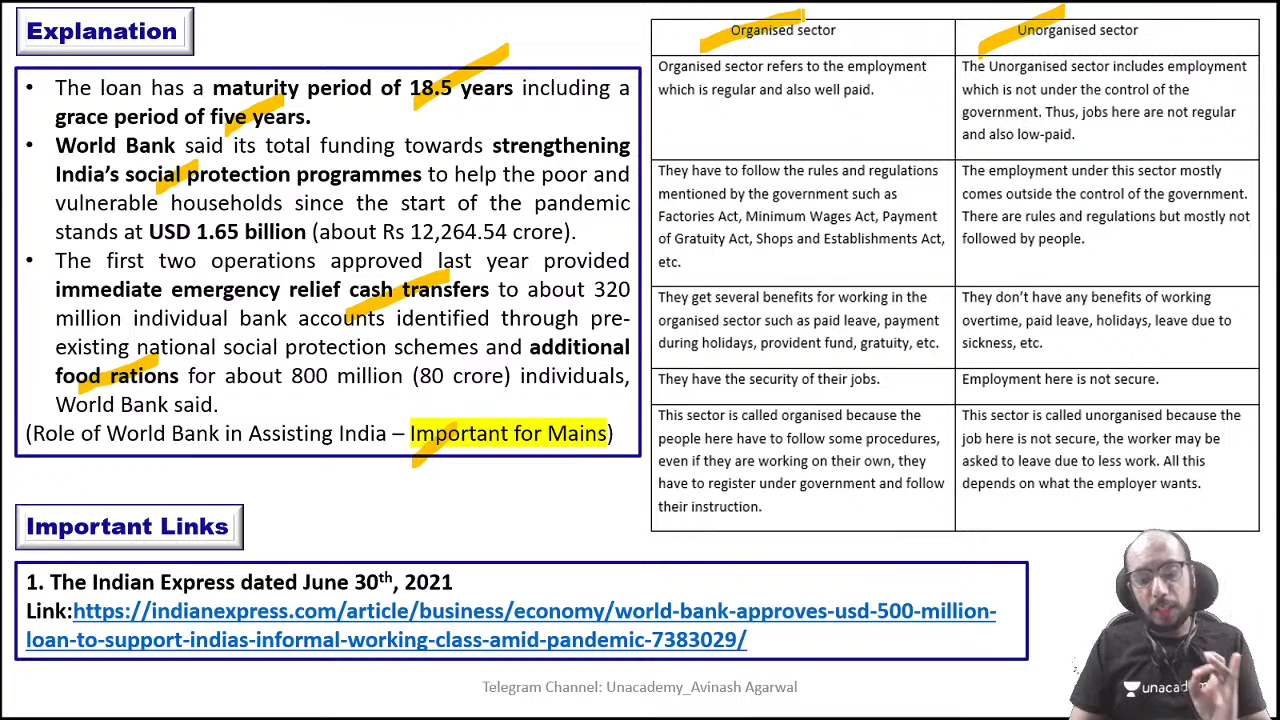 Explanation
• The loan has a maturity period of 18.5 years including a
grace period of five years.
• World Bank said its total funding towards strengthening
India's social protection programmes to help the poor and
vulnerable households since the start of the pandemic
stands at USD 1.65 billion (about Rs 12,264.54 crore).
• The first two operations approved last year provided
immediate emergency relief cash transfers to about 320
million individual bank accounts identified through pre-
existing national social protection schemes and additional
food rations for about 800 million (80 crore) individuals,
World Bank said.
(Role of World Bank in Assisting India – Important for Mains)
Organised sector
Unorganised sector
Organised sector refers to the employment
which is regular and also well paid.
The Unorganised sector includes employment
which is not under the control of the
government. Thus, jobs here are not regular
and also low-paid.
They have to follow the rules and regulations
mentioned by the government such as
Factories Act, Minimum Wages Act, Payment
of Gratuity Act, Shops and Establishments Act,
etc.
The employment under this sector mostly
comes outside the control of the government.
There are rules and regulations but mostly not
followed by people.
They get several benefits for working in the
organised sector such as paid leave, payment
during holidays, provident fund, gratuity, etc.
They don't have any benefits of working
overtime, paid leave, holidays, leave due to
sickness, etc.
They have the security of their jobs.
Employment here is not secure.
This sector is called organised because the
people here have to follow some procedures,
even if they are working on their own, they
have to register under government and follow
their instruction.
This sector is called unorganised because the
job here is not secure, the worker may be
asked to leave due to less work. All this
depends on what the employer wants.
Important Links
1. The Indian Express dated June 30th, 2021
Link:https://indianexpress.com/article/business/economy/world-bank-approves-usd-500-million-
loan-to-support-indias-informal-working-class-amid-pandemic-7383029/
Telegram Channel: Unacademy_Avinash Agarwal